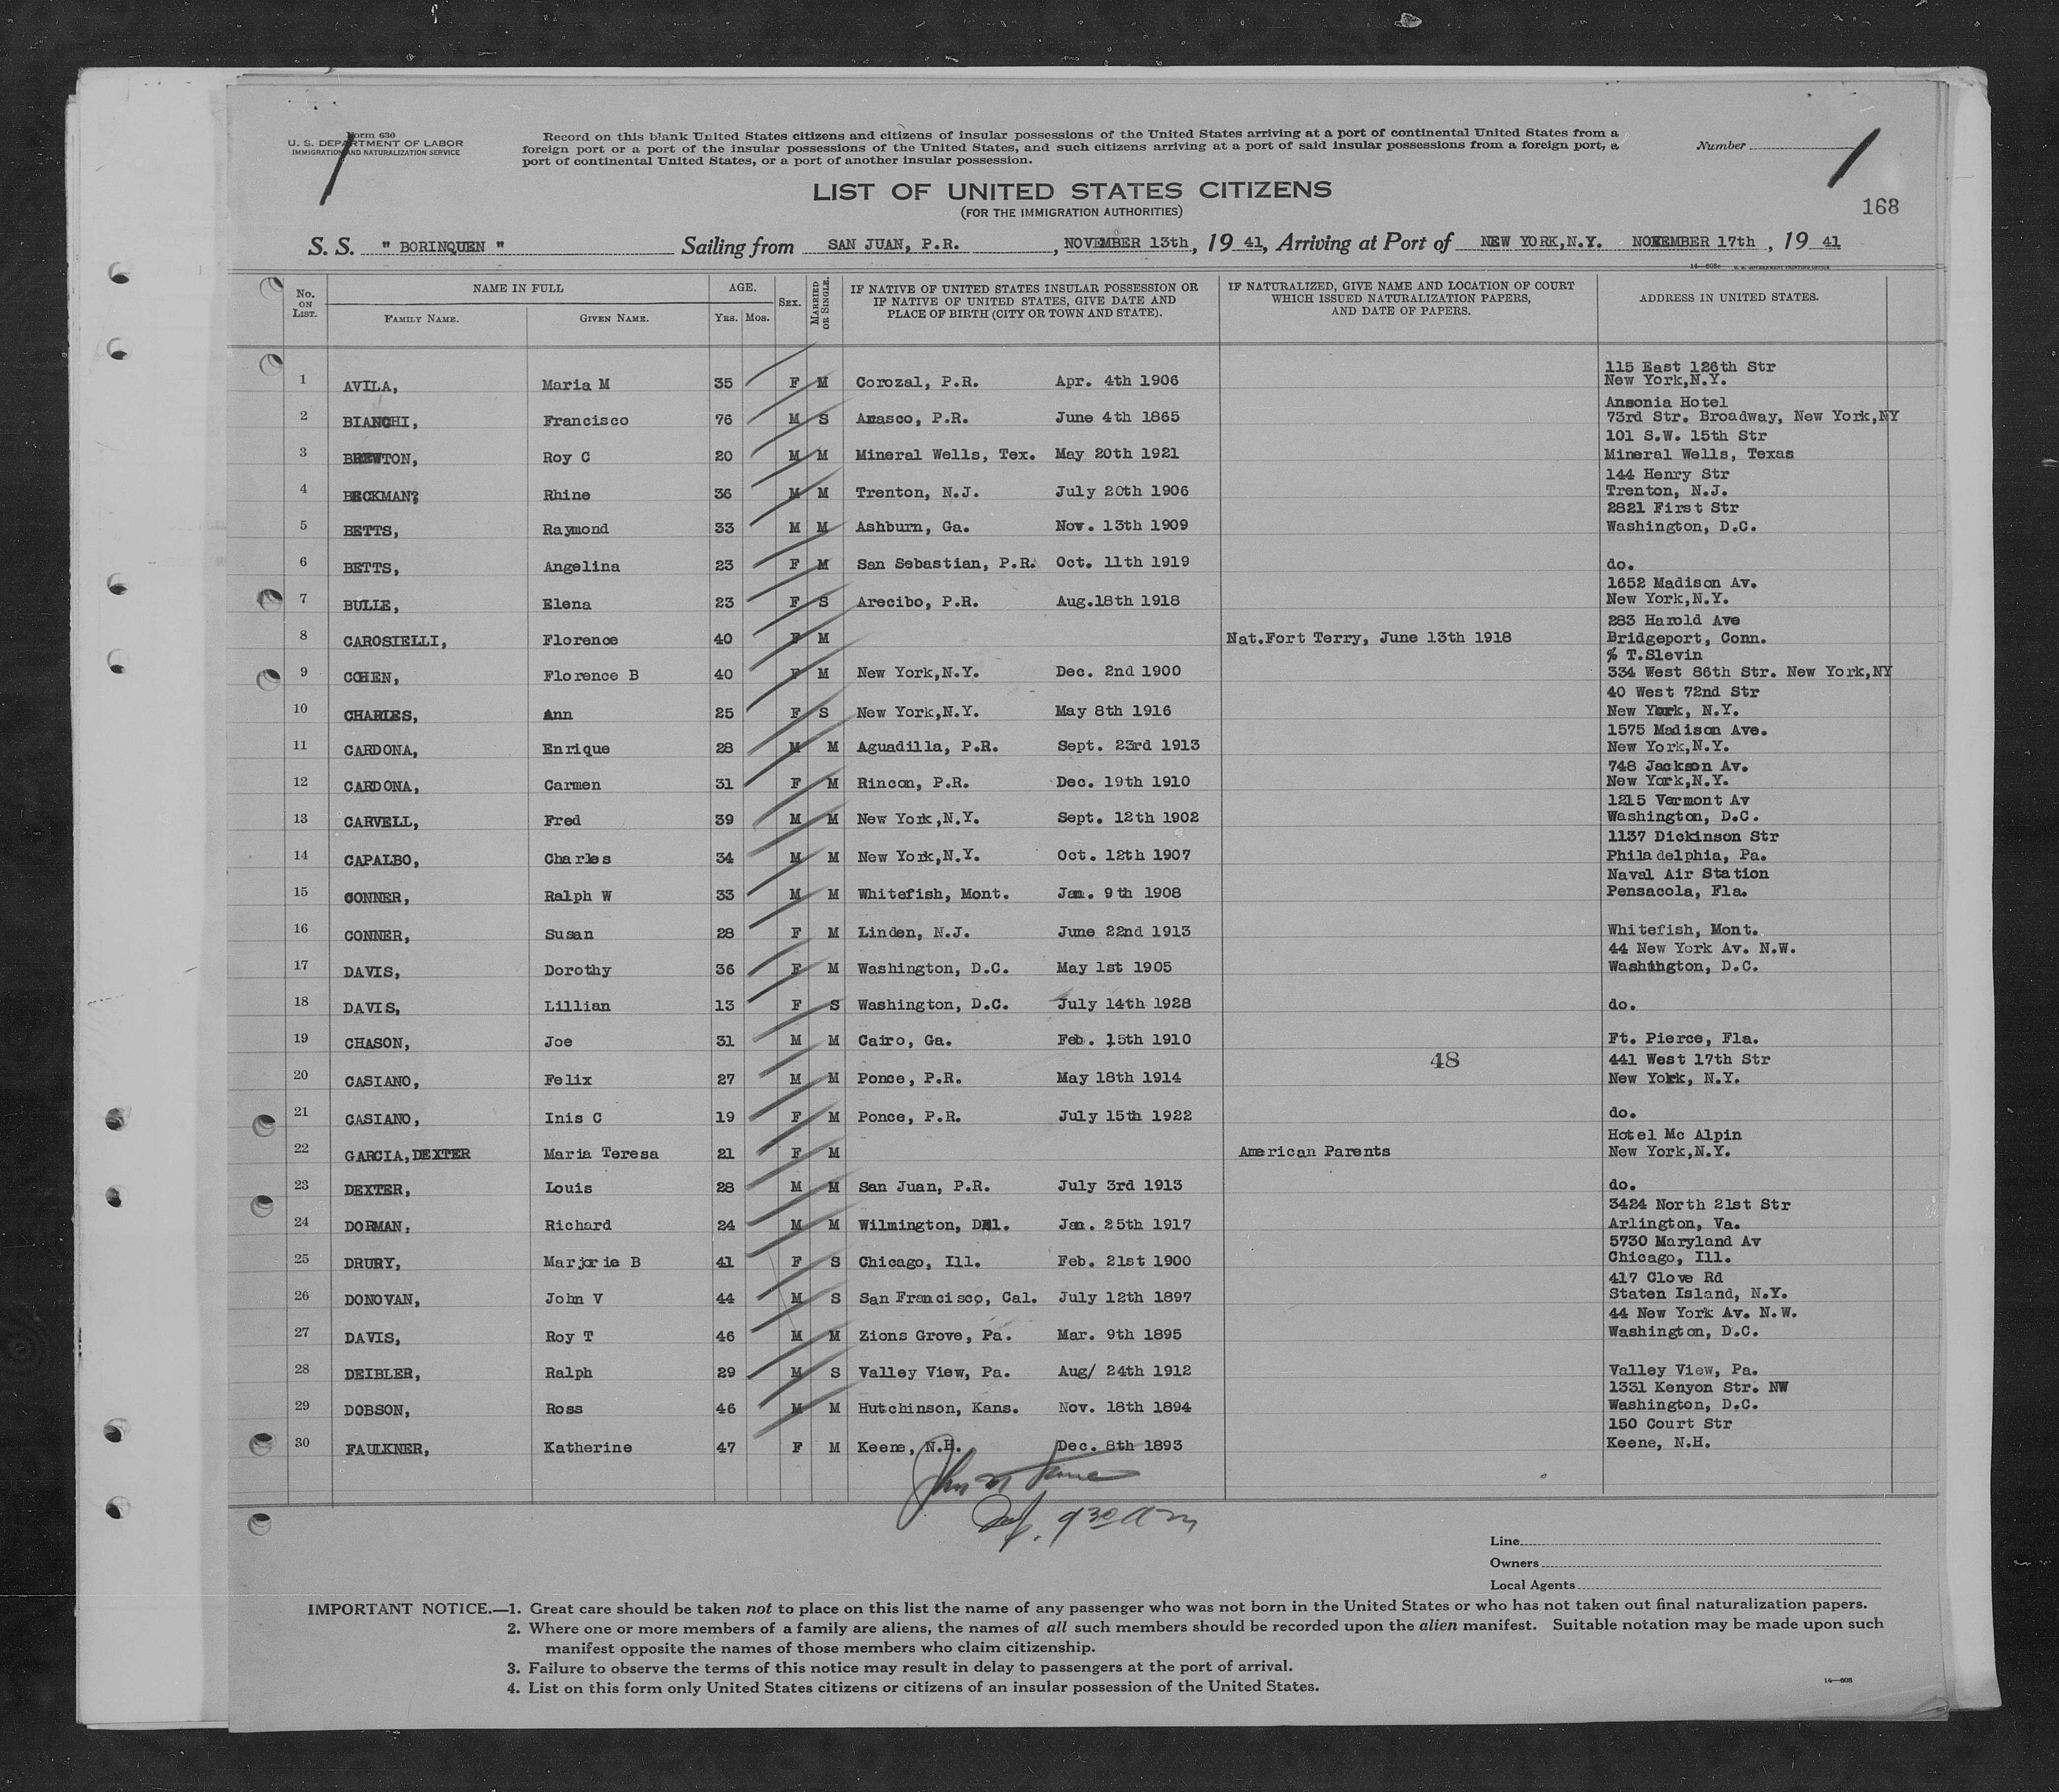 Form 630
U. S. DEPARTMENT OF LABOR
IMMIGRATION AND NATURALIZATION SERVICE
Record on this blank United States citizens and citizens of insular possessions of the United States arriving at a port of continental United States from a
foreign port or a port of the insular possessions of the United States, and such citizens arriving at a port of said insular possessions from a foreign port, a
port of continental United States, or a port of another insular possession.
Number
168
LIST OF UNITED STATES CITIZENS
(FOR THE IMMIGRATION AUTHORITIES)
S. S. " BORINQUEN " Sailing from SAN JUAN, P.R. , NOVEMBER 13th, 19 41, Arriving at Port of NEW YORK,N.Y. NOVEMBER 17th , 19 41
No. ON LIST. NAME IN FULL AGE. SEX. MARRIED OR SINGLE. IF NATIVE OF UNITED STATES INSULAR POSSESSION OR IF NATIVE OF UNITED STATES, GIVE DATE AND PLACE OF BIRTH (CITY OR TOWN AND STATE). IF NATURALIZED, GIVE NAME AND LOCATION OF COURT WHICH ISSUED NATURALIZATION PAPERS, AND DATE OF PAPERS. ADDRESS IN UNITED STATES.
FAMILY NAME. GIVEN NAME. YRS. MOS.
115 East 126th Str
1 AVILA, Maria M 35 F M Corozal, P.R. Apr. 4th 1906 New York,N.Y.
Ansonia Hotel
2 BIANCHI, Francisco 76 M S Anasco, P.R. June 4th 1865 73rd Str. Broadway, New York,NY
101 S.W. 15th Str
3 BREWTON, Roy C 20 M M Mineral Wells, Tex. May 20th 1921 Mineral Wells, Texas
144 Henry Str
4 BECKMAN? Rhine 36 M M Trenton, N.J. July 20th 1906 Trenton, N.J.
2821 First Str
5 BETTS, Raymond 33 M M Ashburn, Ga. Nov. 13th 1909 Washington, D.C.
6 BETTS, Angelina 23 F M San Sebastian, P.R. Oct. 11th 1919 do.
1652 Madison Av.
7 BULLE, Elena 23 F S Arecibo, P.R. Aug.18th 1918 New York,N.Y.
283 Harold Ave
8 CAROSIELLI, Florence 40 F M Nat.Fort Terry, June 13th 1918 Bridgeport, Conn.
% T.Slevin
9 COHEN, Florence B 40 F M New York,N.Y. Dec. 2nd 1900 334 West 86th Str. New York,NY
40 West 72nd Str
10 CHARLES, Ann 25 F S New York,N.Y. May 8th 1916 New York, N.Y.
1575 Madison Ave.
11 CARDONA, Enrique 28 M M Aguadilla, P.R. Sept. 23rd 1913 New York,N.Y.
748 Jackson Av.
12 CARDONA, Carmen 31 F M Rincon, P.R. Dec. 19th 1910 New York,N.Y.
1215 Vermont Av
13 CARVELL, Fred 39 M M New York,N.Y. Sept. 12th 1902 Washington, D.C.
1137 Dickinson Str
14 CAPALBO, Charles 34 M M New York,N.Y. Oct. 12th 1907 Philadelphia, Pa.
Naval Air Station
15 CONNER, Ralph W 33 M M Whitefish, Mont. Jan. 9th 1908 Pensacola, Fla.
16 CONNER, Susan 28 F M Linden, N.J. June 22nd 1913 Whitefish, Mont.
44 New York Av. N.W.
17 DAVIS, Dorothy 36 F M Washington, D.C. May 1st 1905 Washington, D.C.
18 DAVIS, Lillian 13 F S Washington, D.C. July 14th 1928 do.
19 CHASON, Joe 31 M M Cairo, Ga. Feb. 15th 1910 Ft. Pierce, Fla.
48 441 West 17th Str
20 CASIANO, Felix 27 M M Ponce, P.R. May 18th 1914 New York, N.Y.
21 CASIANO, Inis C 19 F M Ponce, P.R. July 15th 1922 do.
Hotel Mc Alpin
22 GARCIA,DEXTER Maria Teresa 21 F M American Parents New York,N.Y.
23 DEXTER, Louis 28 M M San Juan, P.R. July 3rd 1913 do.
3424 North 21st Str
24 DORMAN, Richard 24 M M Wilmington, Del. Jan. 25th 1917 Arlington, Va.
5730 Maryland Av
25 DRURY, Marjorie B 41 F S Chicago, Ill. Feb. 21st 1900 Chicago, Ill.
417 Clove Rd
26 DONOVAN, John V 44 M S San Francisco, Cal. July 12th 1897 Staten Island, N.Y.
44 New York Av. N.W.
27 DAVIS, Roy T 46 M M Zions Grove, Pa. Mar. 9th 1895 Washington, D.C.
28 DEIBLER, Ralph 29 M S Valley View, Pa. Aug/ 24th 1912 Valley View, Pa.
1331 Kenyon Str. NW
29 DOBSON, Ross 46 M M Hutchinson, Kans. Nov. 18th 1894 Washington, D.C.
150 Court Str
30 FAULKNER, Katherine 47 F M Keene, N.H. Dec. 8th 1893 Keene, N.H.
John
9 30 am
Line
Owners
Local Agents
IMPORTANT NOTICE.—1. Great care should be taken not to place on this list the name of any passenger who was not born in the United States or who has not taken out final naturalization papers.
2. Where one or more members of a family are aliens, the names of all such members should be recorded upon the alien manifest. Suitable notation may be made upon such
manifest opposite the names of those members who claim citizenship.
3. Failure to observe the terms of this notice may result in delay to passengers at the port of arrival.
4. List on this form only United States citizens or citizens of an insular possession of the United States.
14—608